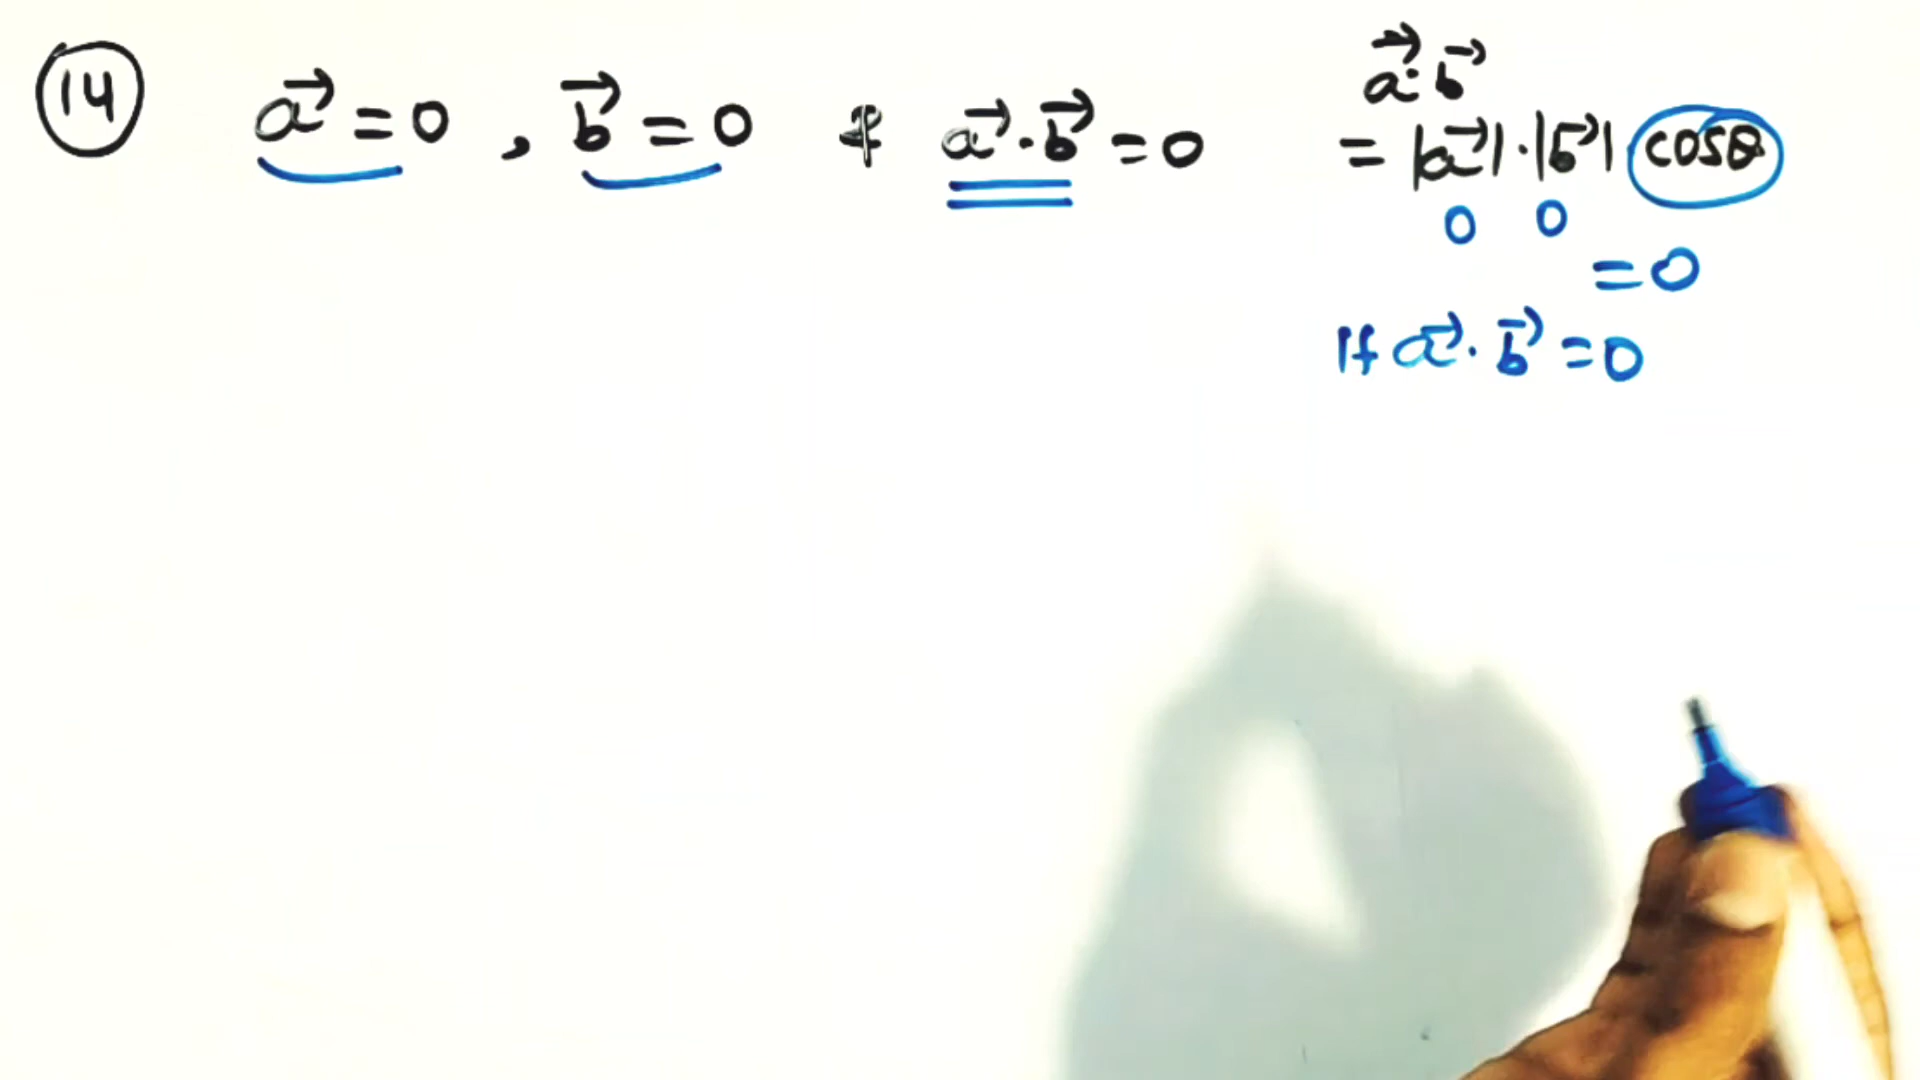 14 a⃗ = 0 , b⃗ = 0 & a⃗ · b⃗ = 0
a⃗ · b⃗
= |a⃗| · |b⃗| cosθ
0 0
= 0
If a⃗ · b⃗ = 0